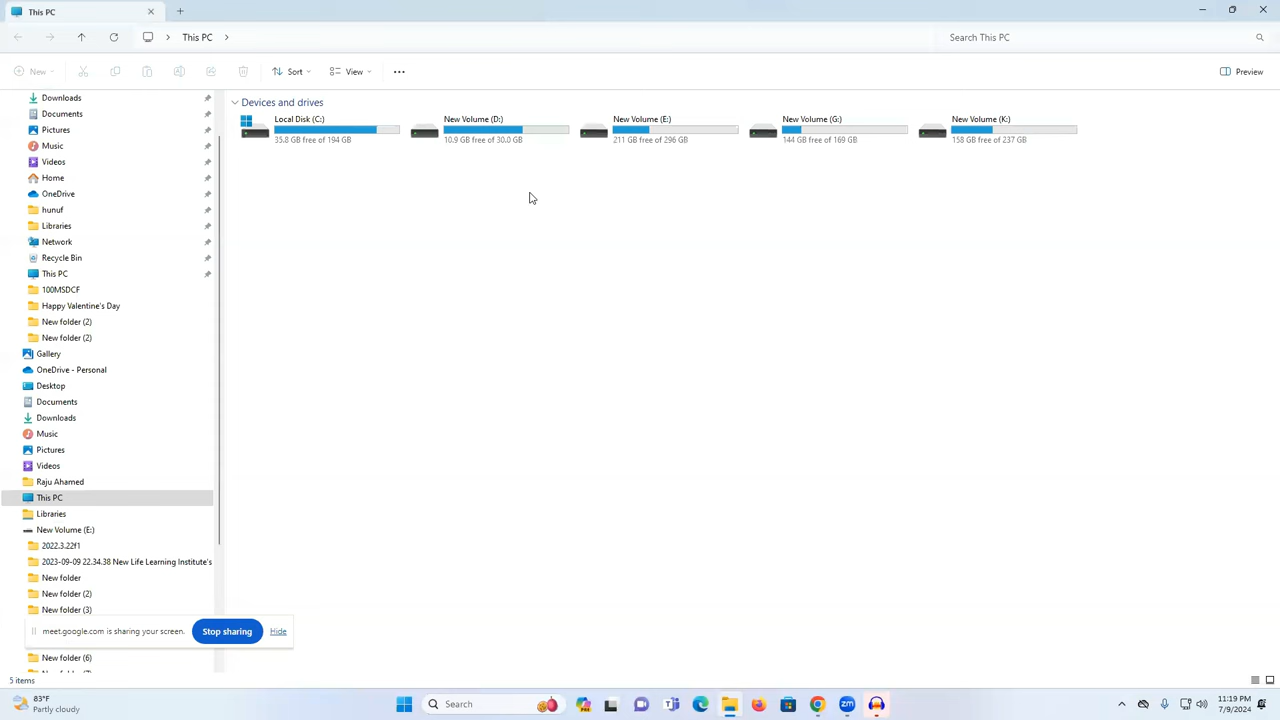 This PC
This PC
Search This PC
New
Sort
View
Preview
Downloads
Documents
Pictures
Music
Videos
Home
OneDrive
hunuf
Libraries
Network
Recycle Bin
This PC
100MSDCF
Happy Valentine's Day
New folder (2)
New folder (2)
Gallery
OneDrive - Personal
Desktop
Documents
Downloads
Music
Pictures
Videos
Raju Ahamed
This PC
Libraries
New Volume (E:)
2022.3.22f1
2023-09-09 22.34.38 New Life Learning Institute's
New folder
New folder (2)
New folder (3)
meet.google.com is sharing your screen.
Stop sharing
Hide
New folder (6)
Devices and drives
Local Disk (C:)
35.8 GB free of 194 GB
New Volume (D:)
10.9 GB free of 30.0 GB
New Volume (E:)
211 GB free of 296 GB
New Volume (G:)
144 GB free of 169 GB
New Volume (K:)
158 GB free of 237 GB
5 items
83°F
Partly cloudy
Search
zm
11:19 PM
7/9/2024